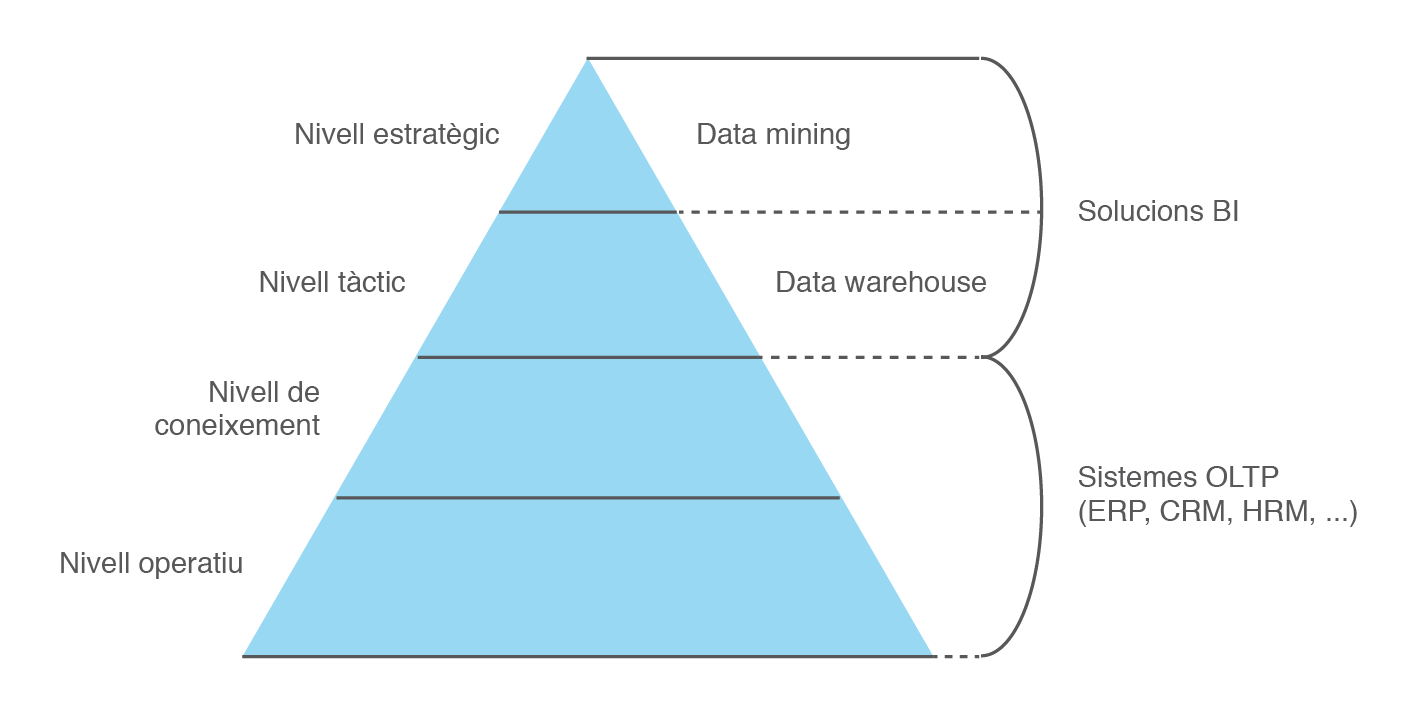 Nivell estratègic
Data mining
Solucions BI
Nivell tàctic
Data warehouse
Nivell de
coneixement
Sistemes OLTP
(ERP, CRM, HRM, ...)
Nivell operatiu